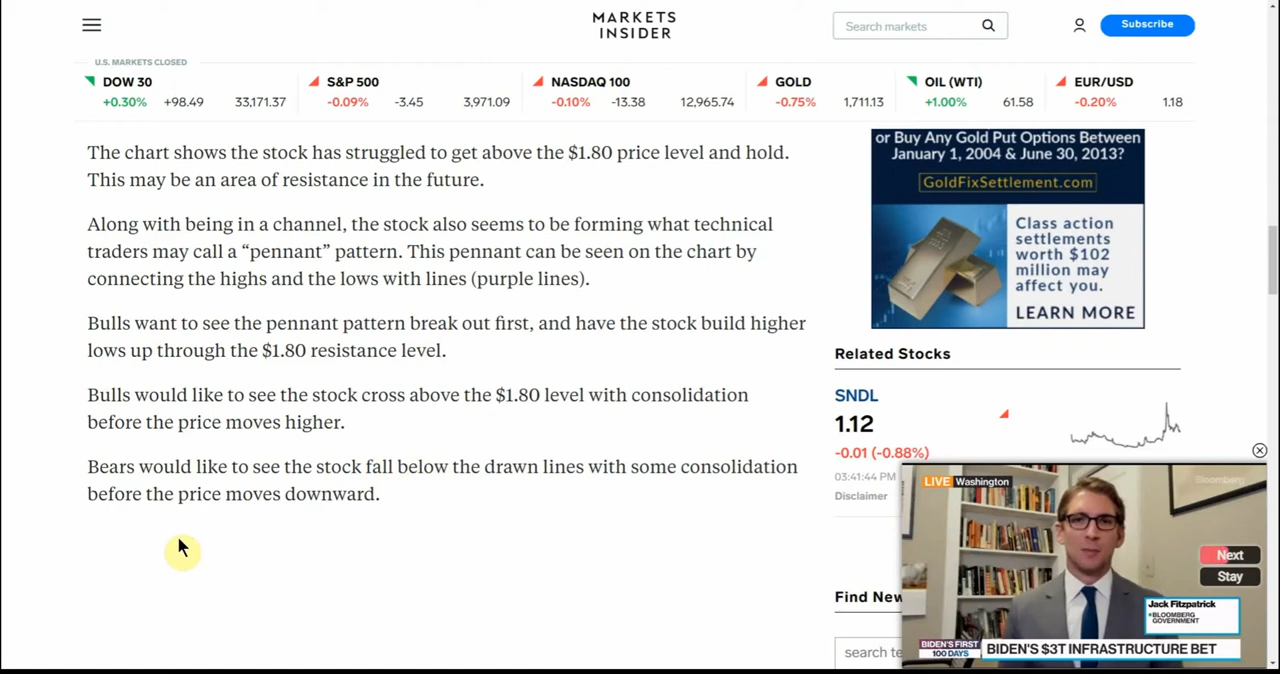 MARKETS
INSIDER
Search markets
Subscribe
U.S. MARKETS CLOSED
DOW 30
+0.30% +98.49 33,171.37
S&P 500
-0.09% -3.45 3,971.09
NASDAQ 100
-0.10% -13.38 12,965.74
GOLD
-0.75% 1,711.13
OIL (WTI)
+1.00% 61.58
EUR/USD
-0.20% 1.18
The chart shows the stock has struggled to get above the $1.80 price level and hold.
This may be an area of resistance in the future.
Along with being in a channel, the stock also seems to be forming what technical
traders may call a “pennant” pattern. This pennant can be seen on the chart by
connecting the highs and the lows with lines (purple lines).
Bulls want to see the pennant pattern break out first, and have the stock build higher
lows up through the $1.80 resistance level.
Bulls would like to see the stock cross above the $1.80 level with consolidation
before the price moves higher.
Bears would like to see the stock fall below the drawn lines with some consolidation
before the price moves downward.
or Buy Any Gold Put Options Between
January 1, 2004 & June 30, 2013?
GoldFixSettlement.com
Class action
settlements
worth $102
million may
affect you.
LEARN MORE
Related Stocks
SNDL
1.12
-0.01 (-0.88%)
03:41:44 PM
Disclaimer
Find New
search te
LIVE Washington
Bloomberg
Next
Stay
Jack Fitzpatrick
BLOOMBERG
GOVERNMENT
BIDEN'S FIRST
100 DAYS
BIDEN'S $3T INFRASTRUCTURE BET